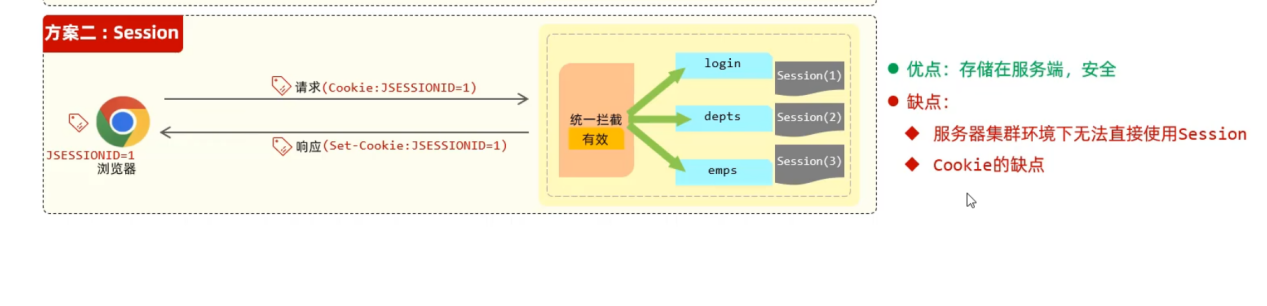 方案二：Session
请求(Cookie:JSESSIONID=1)
响应(Set-Cookie:JSESSIONID=1)
JSESSIONID=1
浏览器
统一拦截
有效
login
depts
emps
Session(1)
Session(2)
Session(3)
优点：存储在服务端，安全
缺点：
服务器集群环境下无法直接使用Session
Cookie的缺点